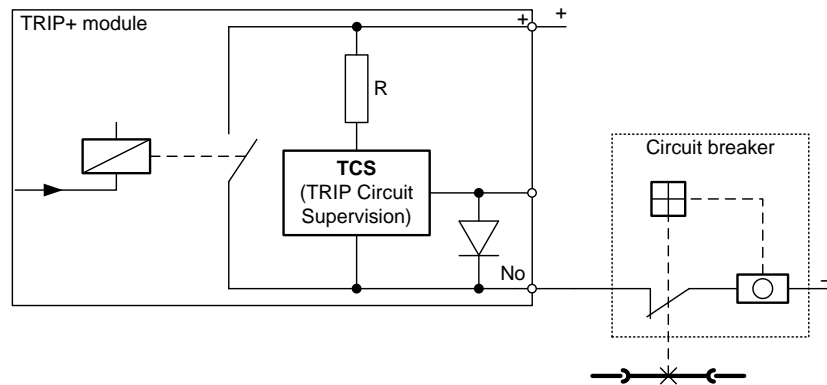 TRIP+ module
+
+
R
TCS
(TRIP Circuit
Supervision)
No
Circuit breaker
-